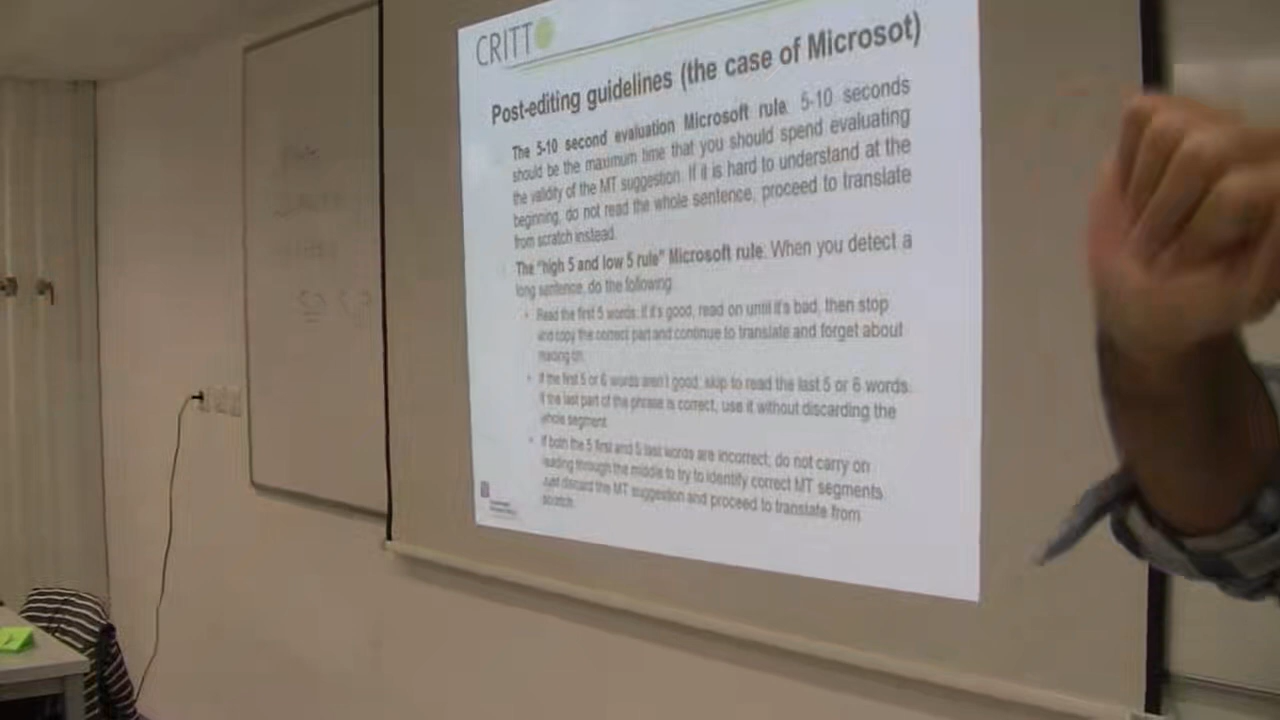 CRITT
Post-editing guidelines (the case of Microsot)
The 5-10 second evaluation Microsoft rule. 5-10 seconds
should be the maximum time that you should spend evaluating
the validity of the MT suggestion. If it is hard to understand at the
beginning, do not read the whole sentence, proceed to translate
from scratch instead.
The "high 5 and low 5 rule" Microsoft rule. When you detect a
long sentence, do the following:
• Read the first 5 words: if it's good, read on until it's bad, then stop
and copy the correct part and continue to translate and forget about
reading on.
• If the first 5 or 6 words aren't good, skip to read the last 5 or 6 words.
If the last part of the phrase is correct, use it without discarding the
whole segment.
• If both the 5 first and 5 last words are incorrect, do not carry on
reading through the middle to try to identify correct MT segments.
Just discard the MT suggestion and proceed to translate from
scratch.